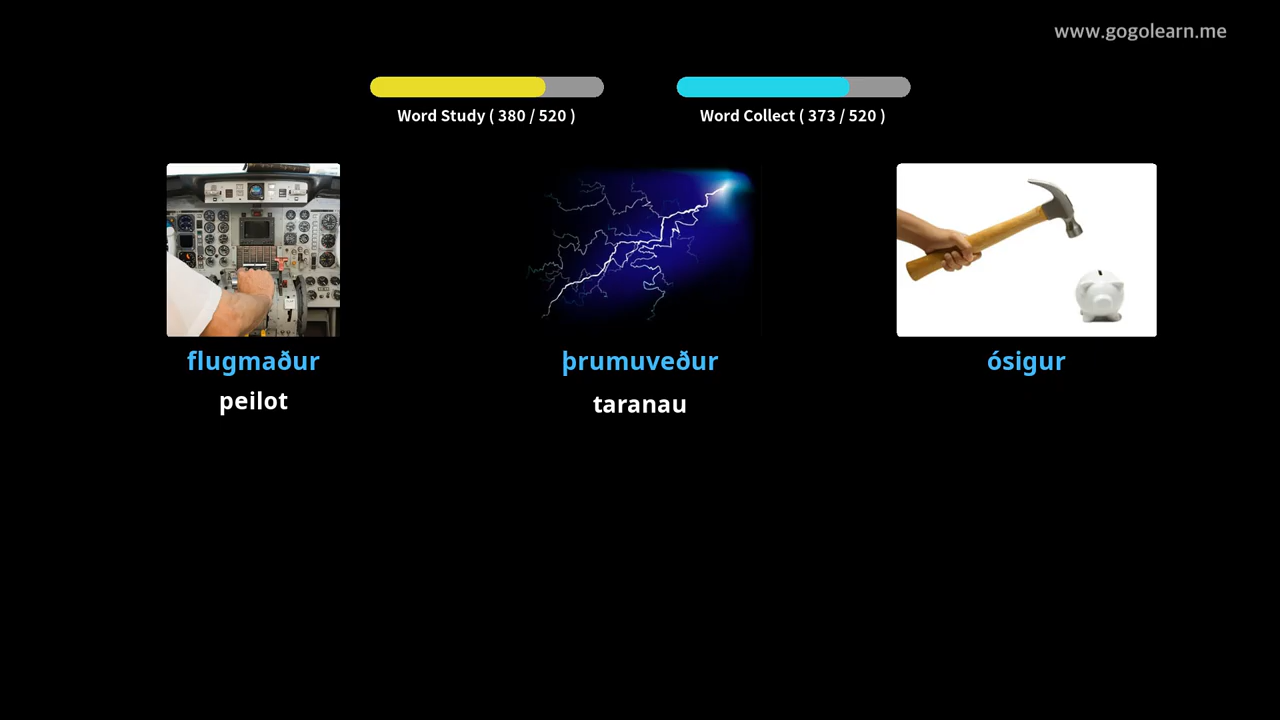 www.gogolearn.me
Word Study ( 380 / 520 )
Word Collect ( 373 / 520 )
flugmaður
þrumuveður
ósigur
peilot
taranau